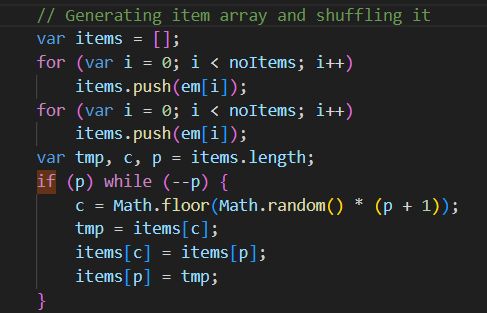 // Generating item array and shuffling it
var items = [];
for (var i = 0; i < noItems; i++)
    items.push(em[i]);
for (var i = 0; i < noItems; i++)
    items.push(em[i]);
var tmp, c, p = items.length;
if (p) while (--p) {
    c = Math.floor(Math.random() * (p + 1));
    tmp = items[c];
    items[c] = items[p];
    items[p] = tmp;
}